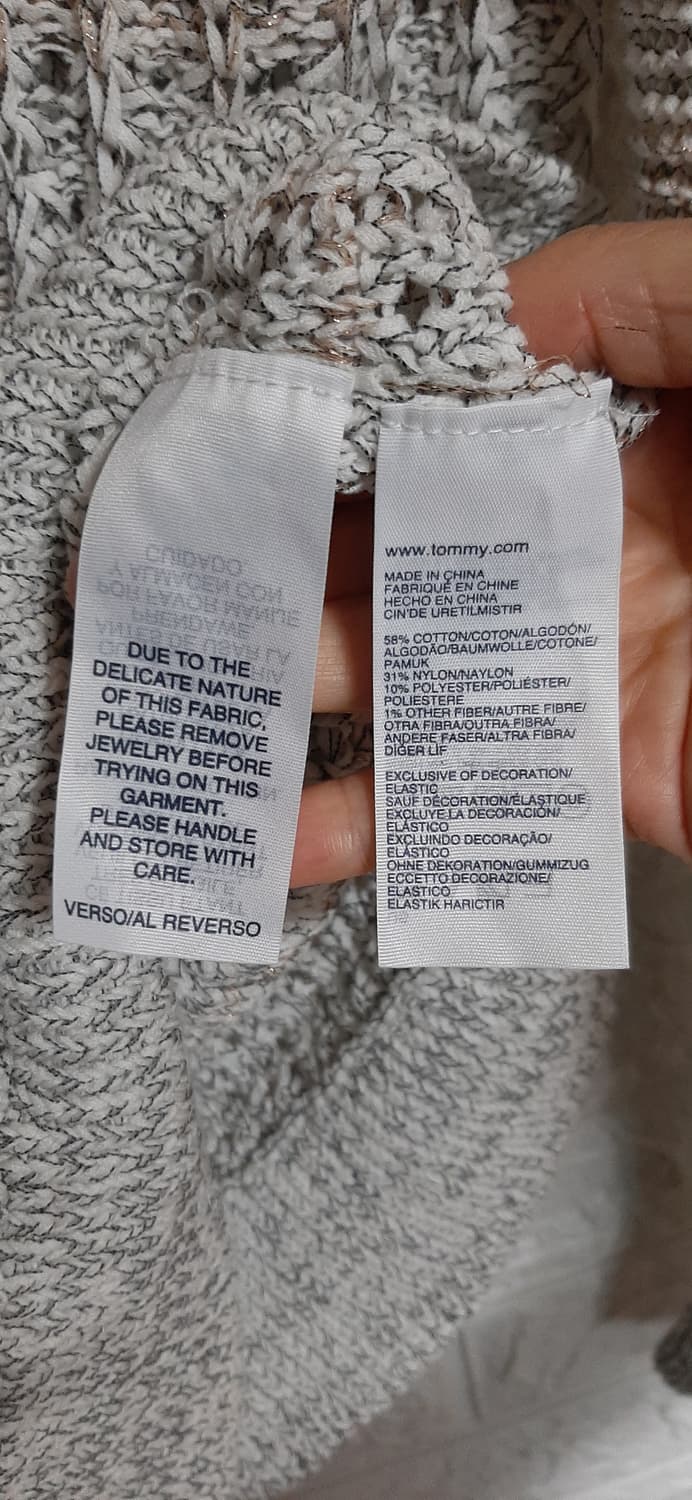 DUE TO THE
DELICATE NATURE
OF THIS FABRIC,
PLEASE REMOVE
JEWELRY BEFORE
TRYING ON THIS
GARMENT.
PLEASE HANDLE
AND STORE WITH
CARE.
VERSO/AL REVERSO
www.tommy.com
MADE IN CHINA
FABRIQUÉ EN CHINE
HECHO EN CHINA
CIN'DE URETILMISTIR
58% COTTON/COTON/ALGODÓN/
ALGODÃO/BAUMWOLLE/COTONE/
PAMUK
31% NYLON/NAYLON
10% POLYESTER/POLIÉSTER/
POLIESTERE
1% OTHER FIBER/AUTRE FIBRE/
OTRA FIBRA/OUTRA FIBRA/
ANDERE FASER/ALTRA FIBRA/
DİGER LİF
EXCLUSIVE OF DECORATION/
ELASTIC
SAUF DÉCORATION/ÉLASTIQUE
EXCLUYE LA DECORACIÓN/
ELÁSTICO
EXCLUINDO DECORAÇÃO/
ELÁSTICO
OHNE DEKORATION/GUMMIZUG
ECCETTO DECORAZIONE/
ELASTICO
ELASTIK HARICTIR